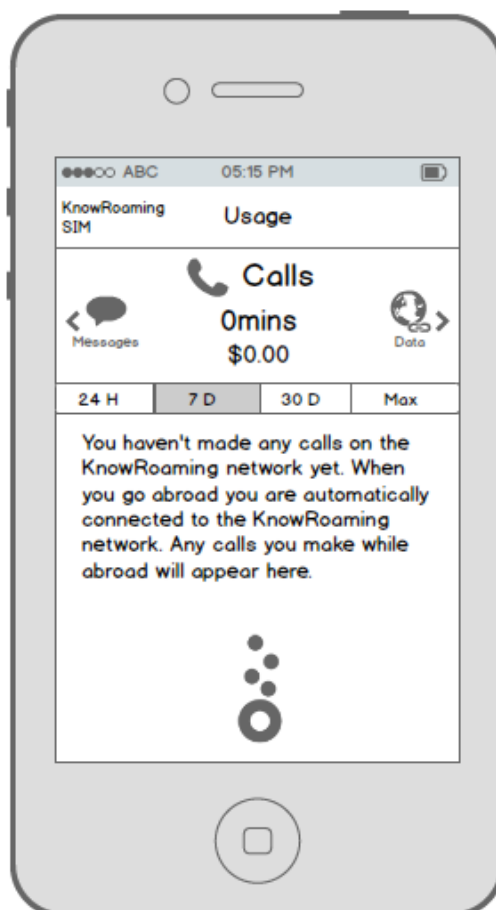 ABC 05:15 PM
KnowRoaming
SIM
Usage
Calls
Messages
0mins
$0.00
Data
24 H 7 D 30 D Max
You haven't made any calls on the
KnowRoaming network yet. When
you go abroad you are automatically
connected to the KnowRoaming
network. Any calls you make while
abroad will appear here.